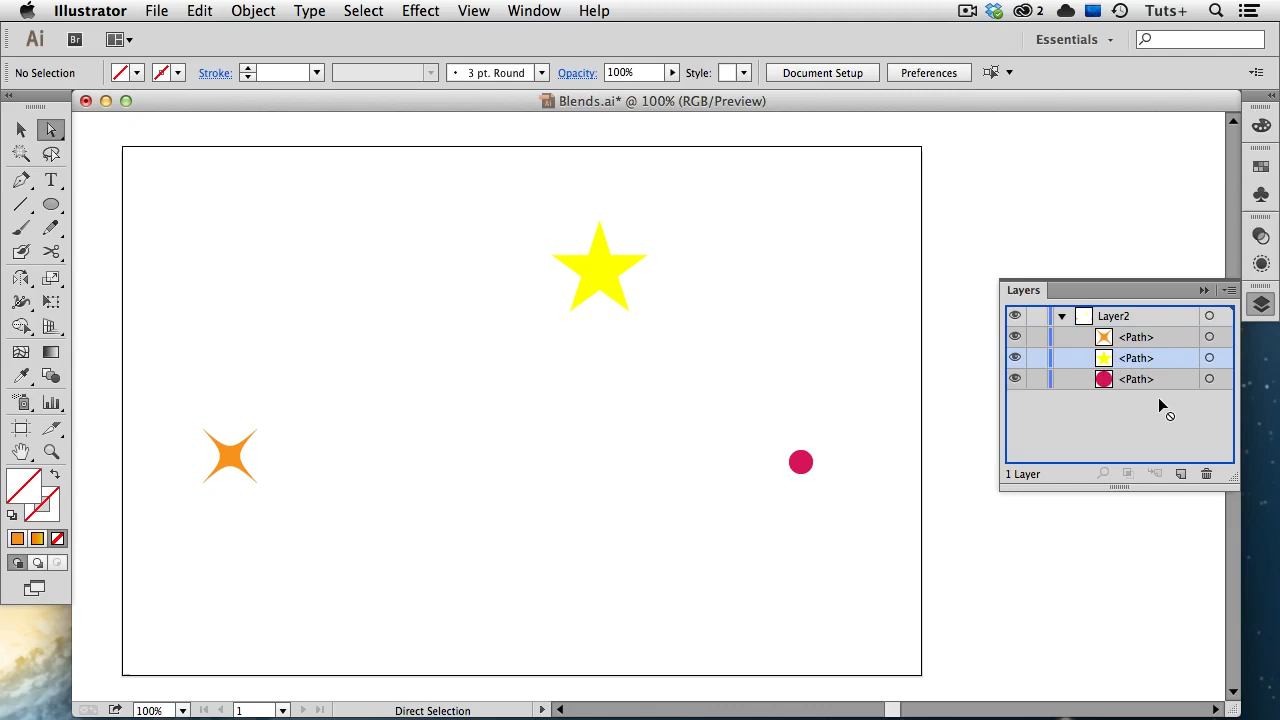 Illustrator File Edit Object Type Select Effect View Window Help 2 Tuts+
Ai Br Essentials
No Selection Stroke: 3 pt. Round Opacity: 100% Style: Document Setup Preferences
Blends.ai* @ 100% (RGB/Preview)
T
Layers
Layer2
<Path>
<Path>
<Path>
1 Layer
100% 1 Direct Selection